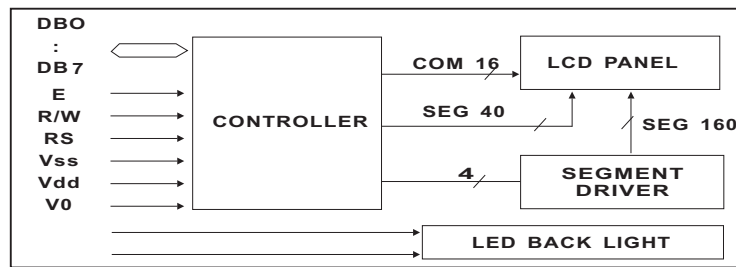 DBO
:
DB7
E
R/W
RS
Vss
Vdd
V0
CONTROLLER
COM 16
SEG 40
4
LCD PANEL
SEG 160
SEGMENT
DRIVER
LED BACK LIGHT